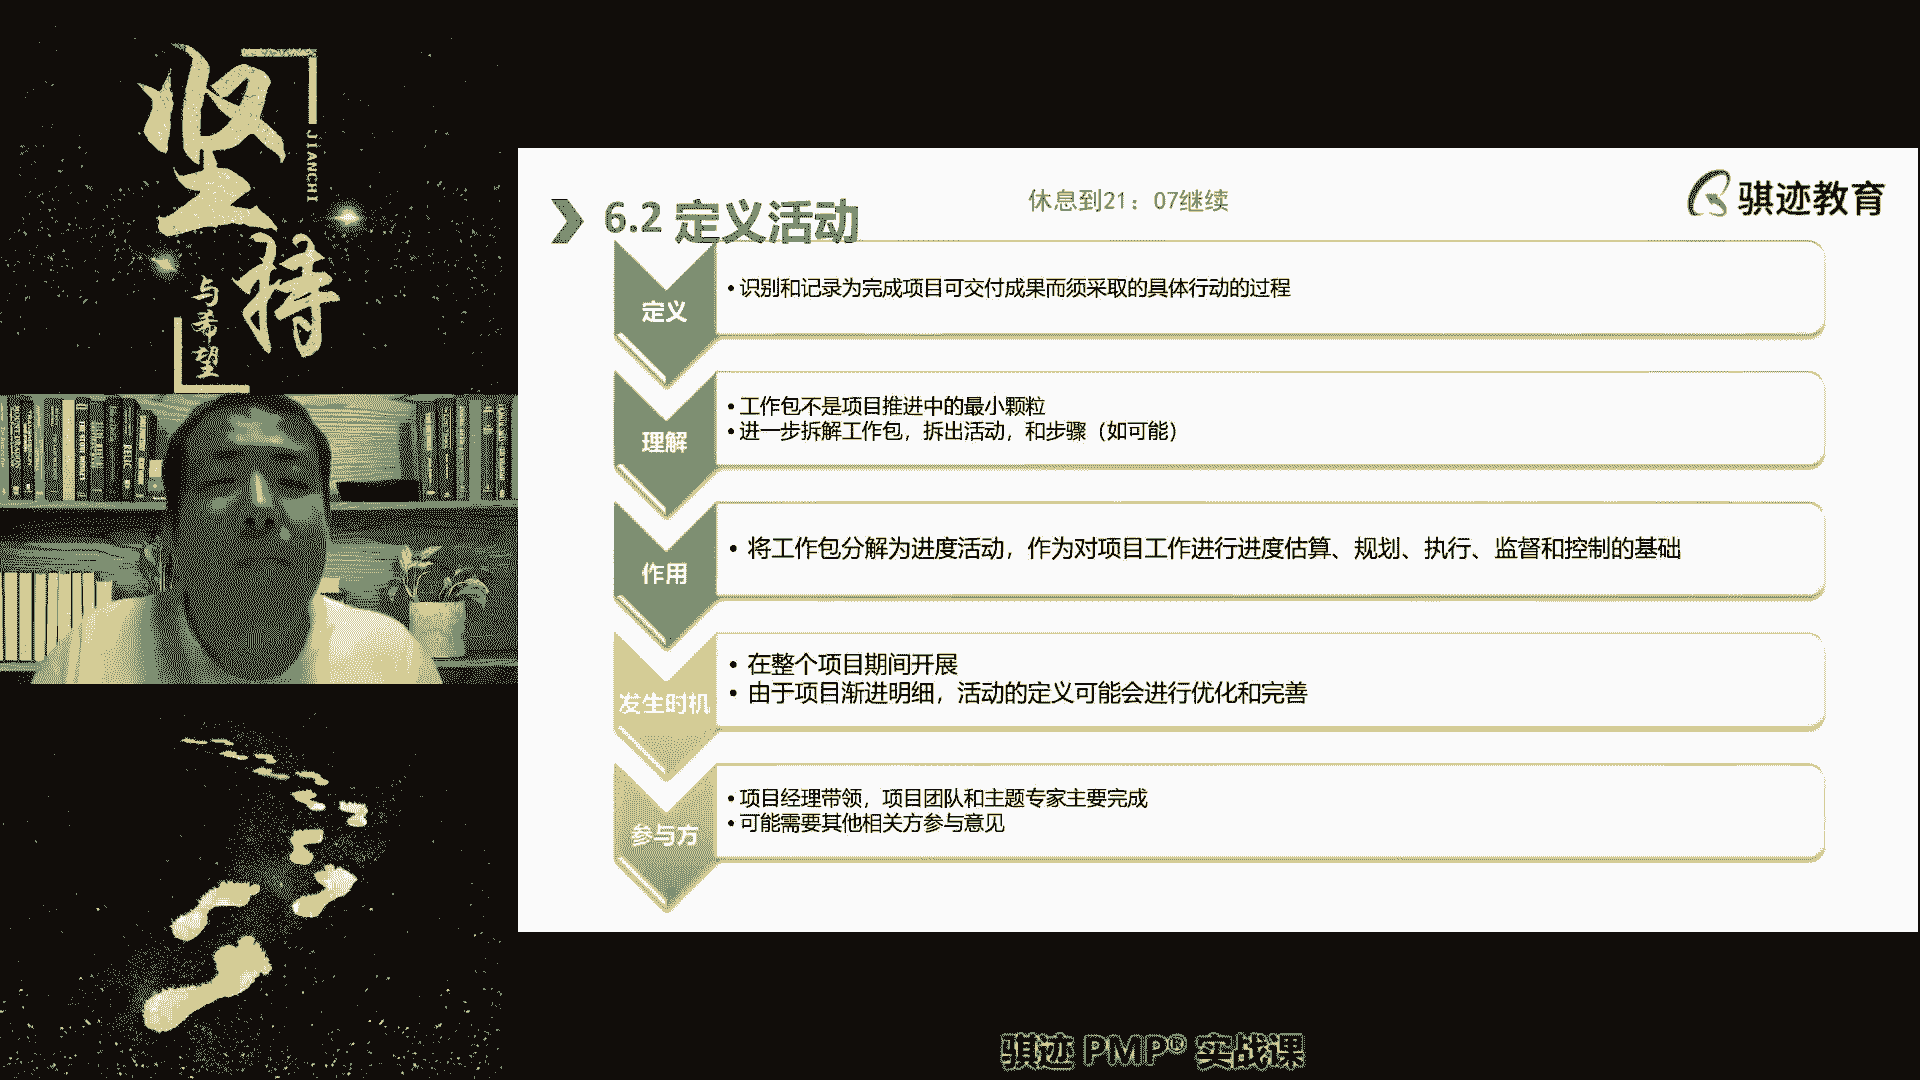 坚持
JIANCHI
与希望
6.2 定义活动
休息到21：07继续
骐迹教育
定义
•识别和记录为完成项目可交付成果而须采取的具体行动的过程
理解
•工作包不是项目推进中的最小颗粒
•进一步拆解工作包，拆出活动，和步骤（如可能）
作用
• 将工作包分解为进度活动，作为对项目工作进行进度估算、规划、执行、监督和控制的基础
发生时机
• 在整个项目期间开展
• 由于项目渐进明细，活动的定义可能会进行优化和完善
参与方
•项目经理带领，项目团队和主题专家主要完成
•可能需要其他相关方参与意见
骐迹 PMP® 实战课